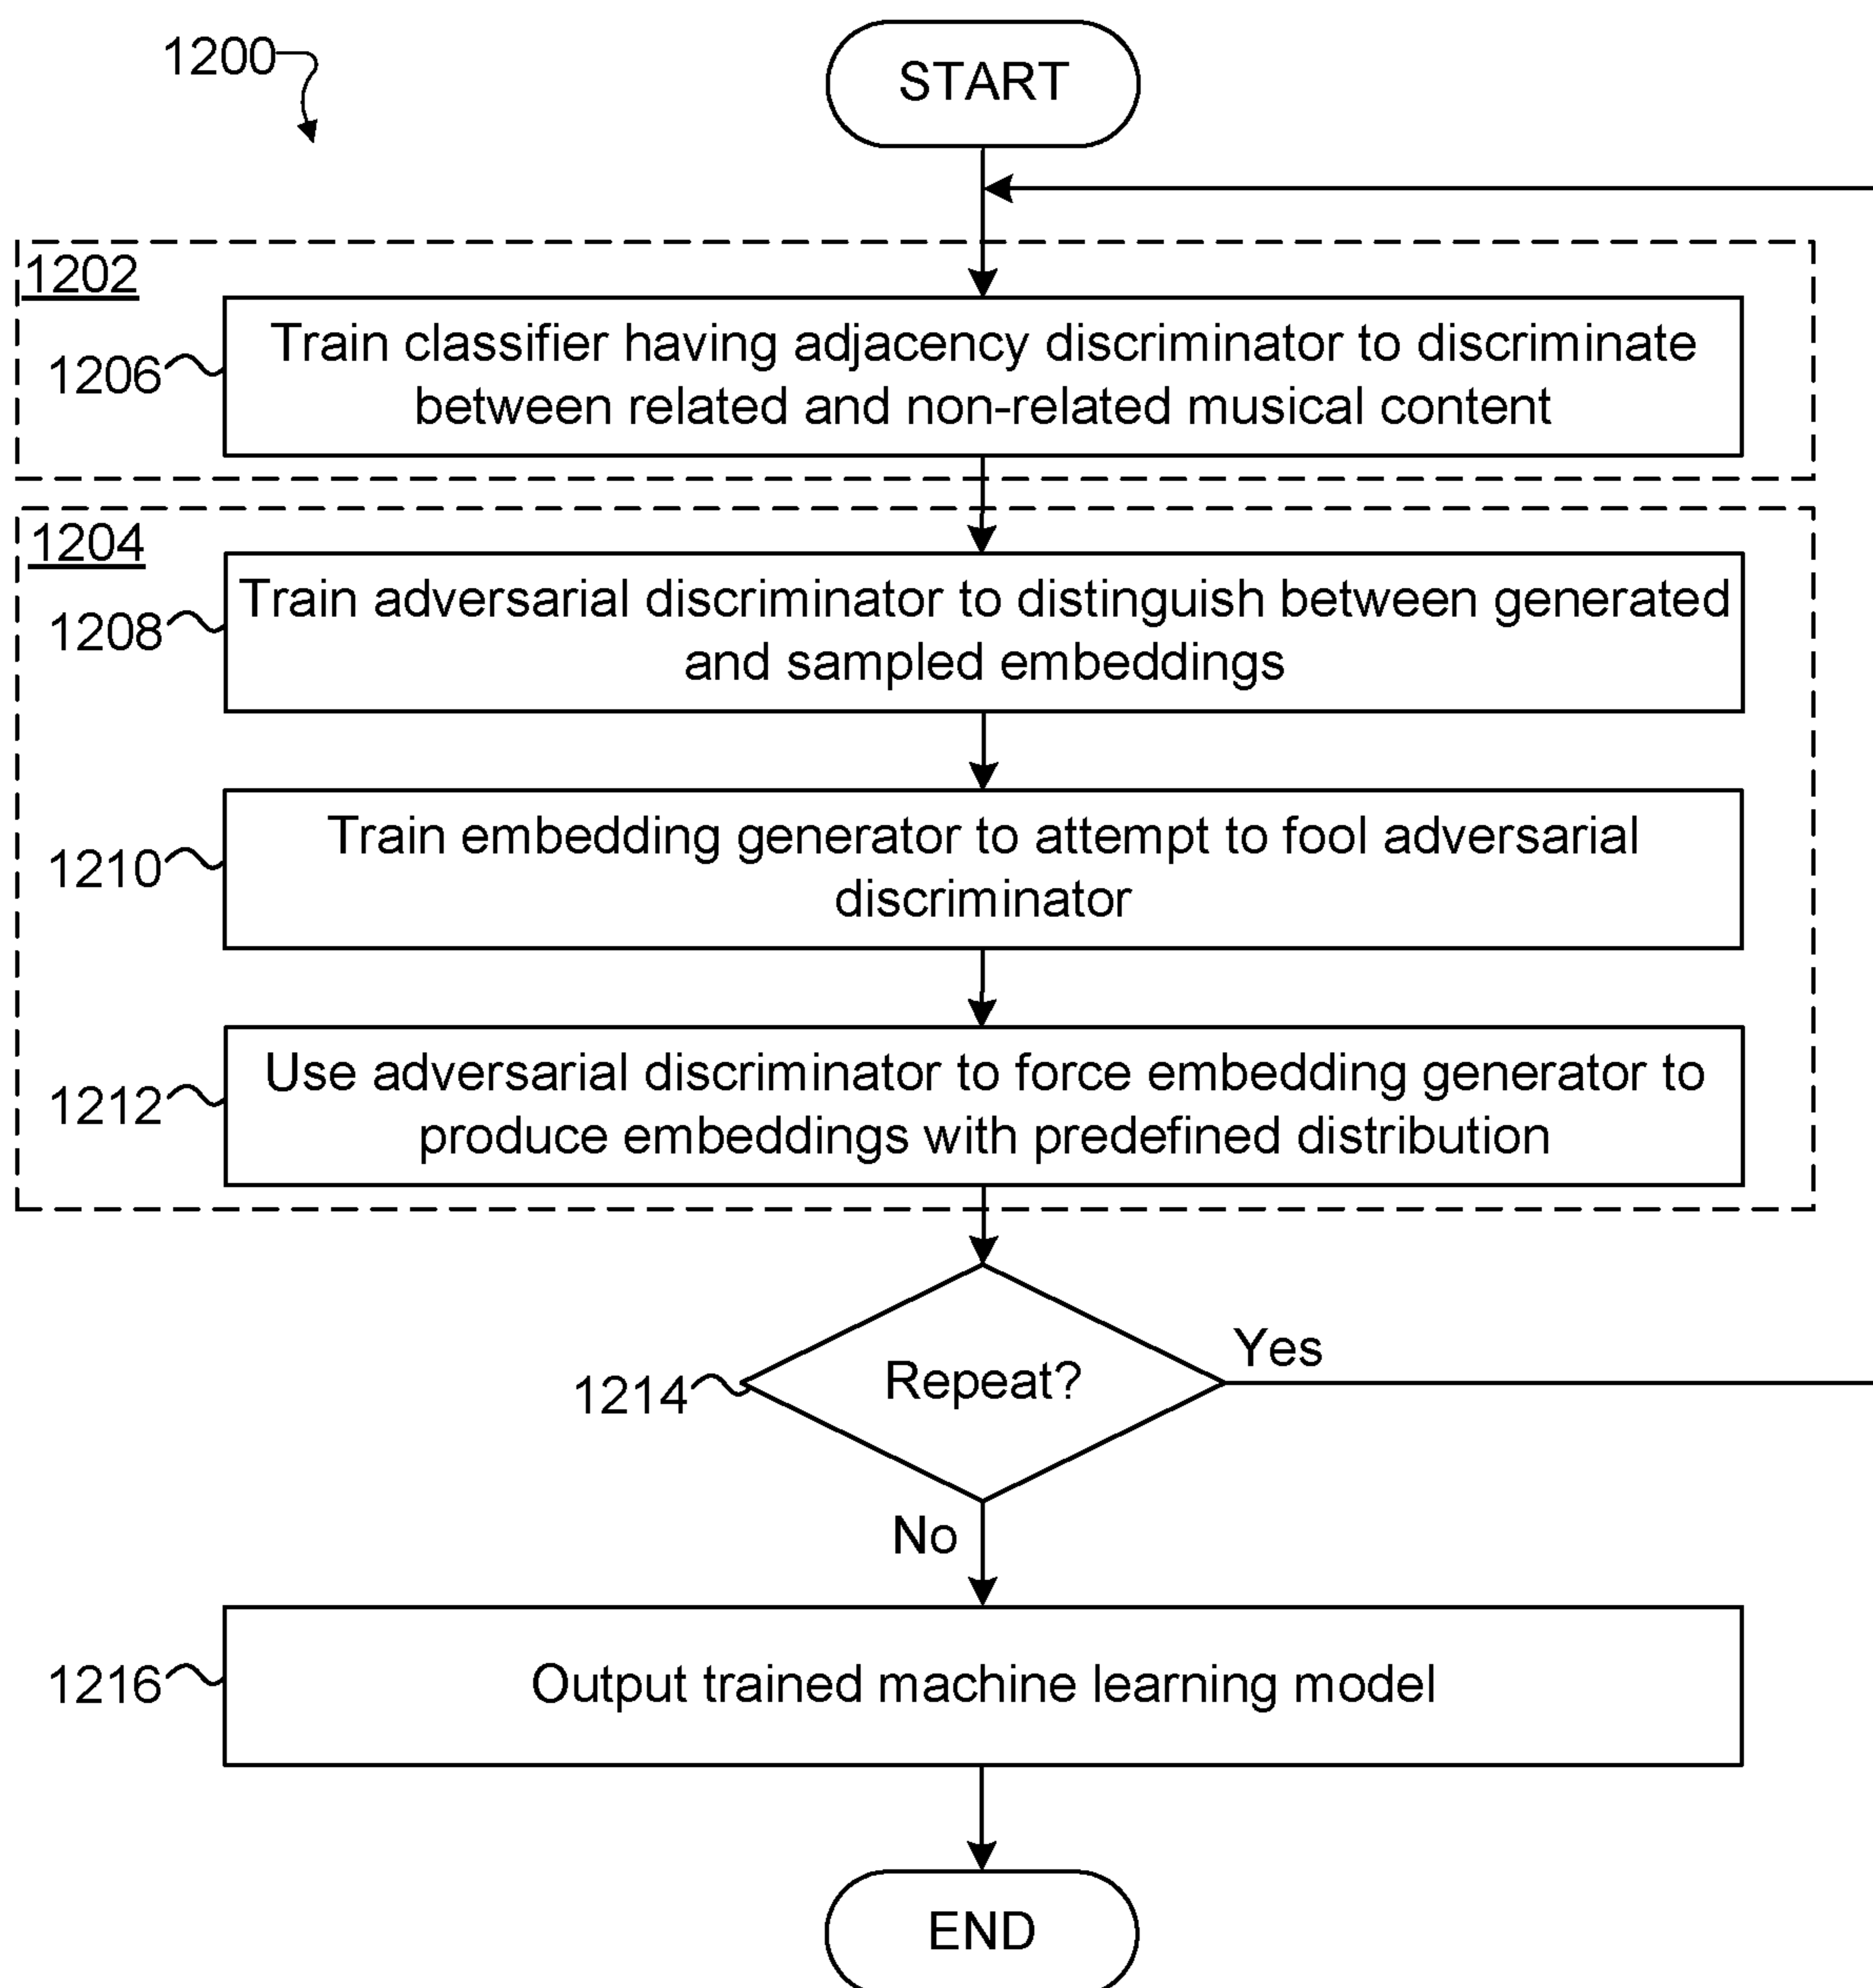 1200
START
1202
1206
Train classifier having adjacency discriminator to discriminate
between related and non-related musical content
1204
1208
Train adversarial discriminator to distinguish between generated
and sampled embeddings
1210
Train embedding generator to attempt to fool adversarial
discriminator
1212
Use adversarial discriminator to force embedding generator to
produce embeddings with predefined distribution
1214
Repeat?
Yes
No
1216
Output trained machine learning model
END